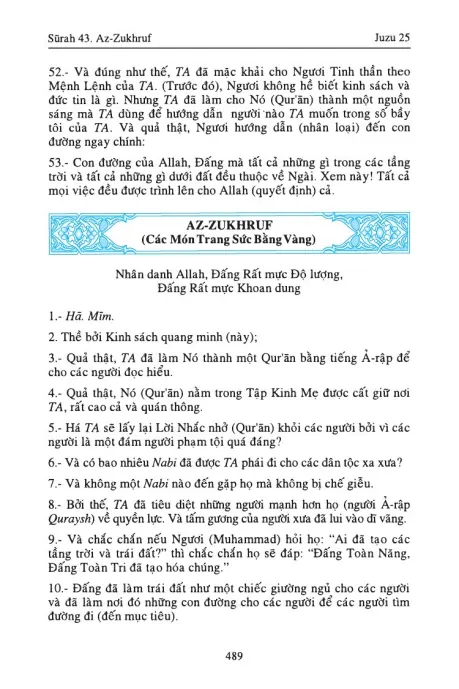 Sūrah 43. Az-Zukhruf
Juzu 25
52.- Và đúng như thế, TA đã mặc khải cho Ngươi Tinh thần theo
Mệnh Lệnh của TA. (Trước đó), Ngươi không hề biết kinh sách và
đức tin là gì. Nhưng TA đã làm cho Nó (Qur'ān) thành một nguồn
sáng mà TA dùng để hướng dẫn người nào TA muốn trong số bầy
tôi của TA. Và quả thật, Ngươi hướng dẫn (nhân loại) đến con
đường ngay chính:
53.- Con đường của Allah, Đấng mà tất cả những gì trong các tầng
trời và tất cả những gì dưới đất đều thuộc về Ngài. Xem này! Tất cả
mọi việc đều được trình lên cho Allah (quyết định) cả.
AZ-ZUKHRUF
(Các Món Trang Sức Bằng Vàng)
Nhân danh Allah, Đấng Rất mực Độ lượng,
Đấng Rất mực Khoan dung
1.- Hā. Mīm.
2. Thề bởi Kinh sách quang minh (này);
3.- Quả thật, TA đã làm Nó thành một Qur'ān bằng tiếng Ả-rập để
cho các người đọc hiểu.
4.- Quả thật, Nó (Qur'ān) nằm trong Tập Kinh Mẹ được cất giữ nơi
TA, rất cao cả và quán thông.
5.- Há TA sẽ lấy lại Lời Nhắc nhở (Qur'ān) khỏi các người bởi vì các
người là một đám người phạm tội quá đáng?
6.- Và có bao nhiêu Nabi đã được TA phái đi cho các dân tộc xa xưa?
7.- Và không một Nabi nào đến gặp họ mà không bị chế giễu.
8.- Bởi thế, TA đã tiêu diệt những người mạnh hơn họ (người Ả-rập
Quraysh) về quyền lực. Và tấm gương của người xưa đã lui vào dĩ vãng.
9.- Và chắc chắn nếu Ngươi (Muhammad) hỏi họ: “Ai đã tạo các
tầng trời và trái đất?” thì chắc chắn họ sẽ đáp: “Đấng Toàn Năng,
Đấng Toàn Tri đã tạo hóa chúng.”
10.- Đấng đã làm trái đất như một chiếc giường ngủ cho các người
và đã làm nơi đó những con đường cho các người để các người tìm
đường đi (đến mục tiêu).
489